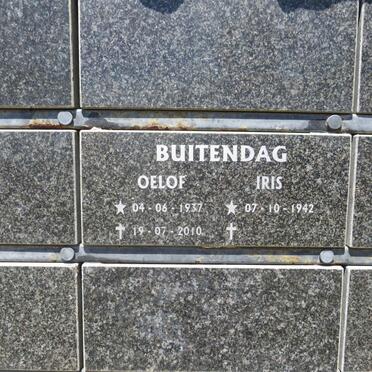 BUITENDAG
OELOF IRIS
★ 04 - 06 - 1937 ★ 07 - 10 - 1942
✝ 19 - 07 - 2010 ✝